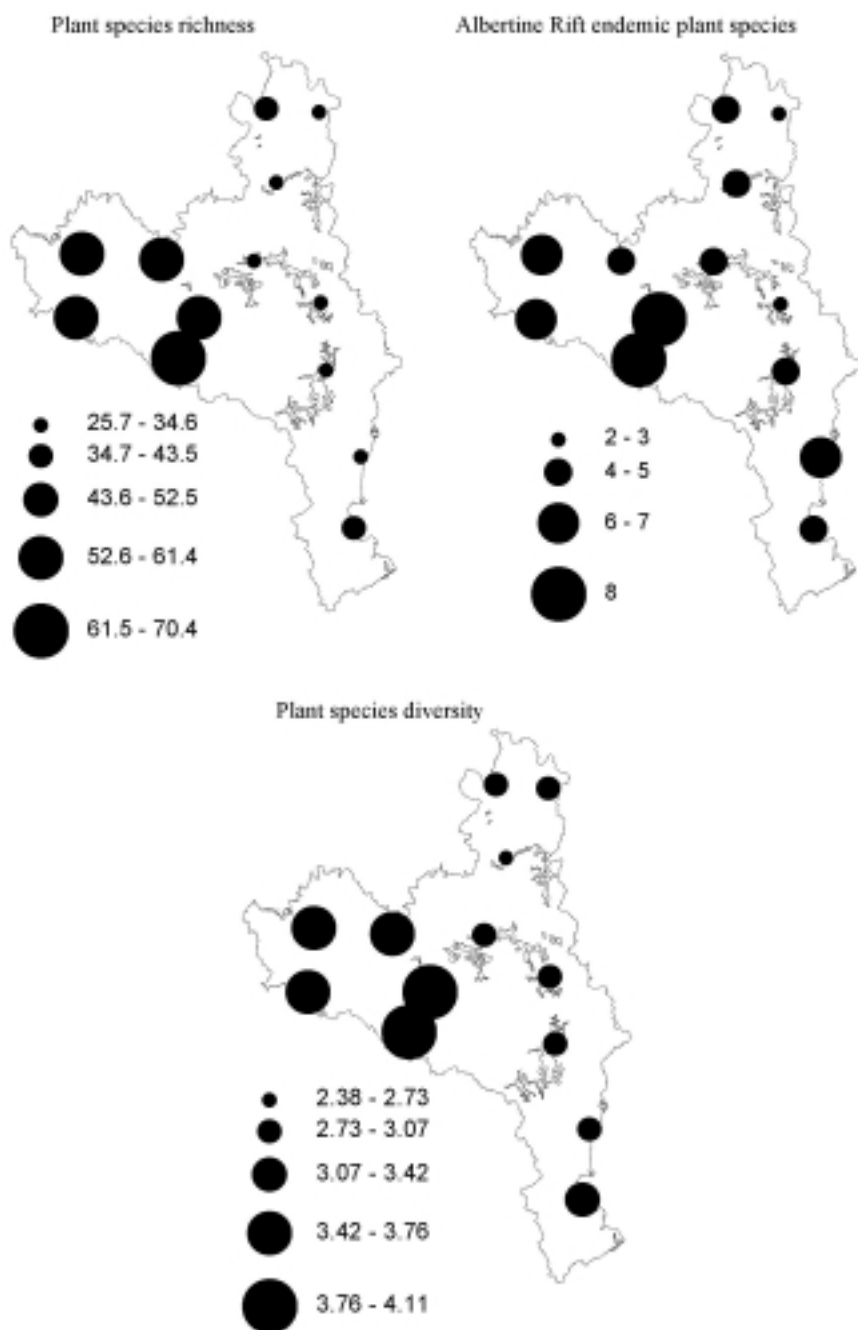 Plant species richness
Albertine Rift endemic plant species
25.7 - 34.6
34.7 - 43.5
43.6 - 52.5
52.6 - 61.4
61.5 - 70.4
2 - 3
4 - 5
6 - 7
8
Plant species diversity
2.38 - 2.73
2.73 - 3.07
3.07 - 3.42
3.42 - 3.76
3.76 - 4.11